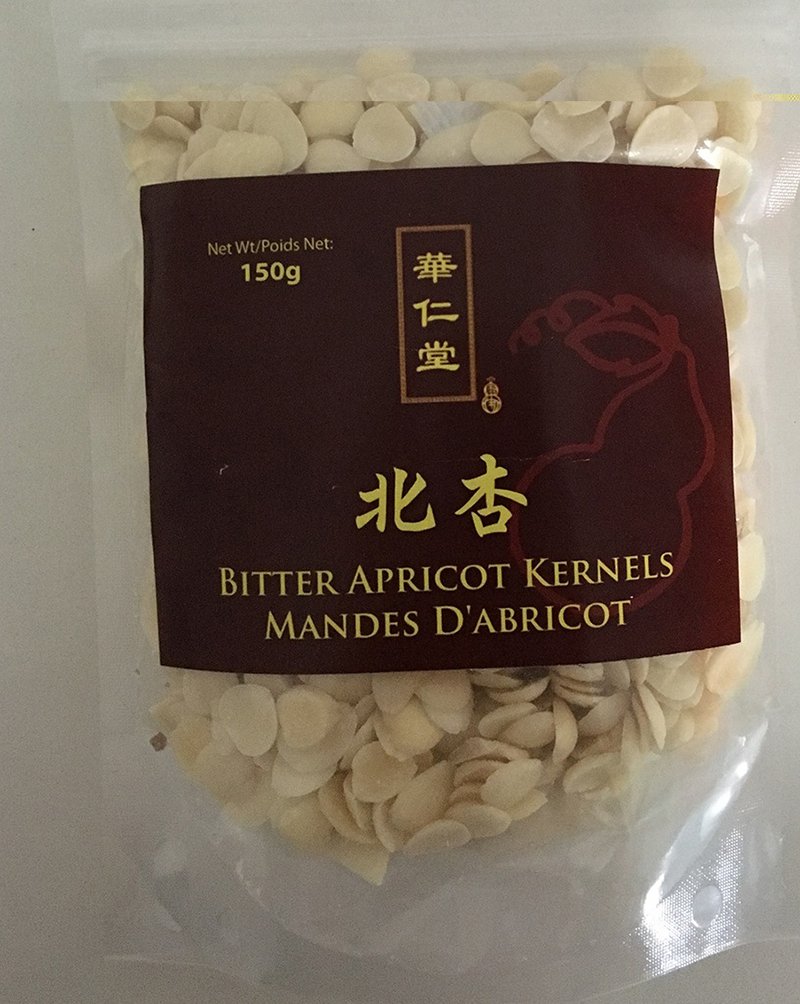 Net Wt/Poids Net:
150g
華仁堂
北杏
BITTER APRICOT KERNELS
MANDES D'ABRICOT